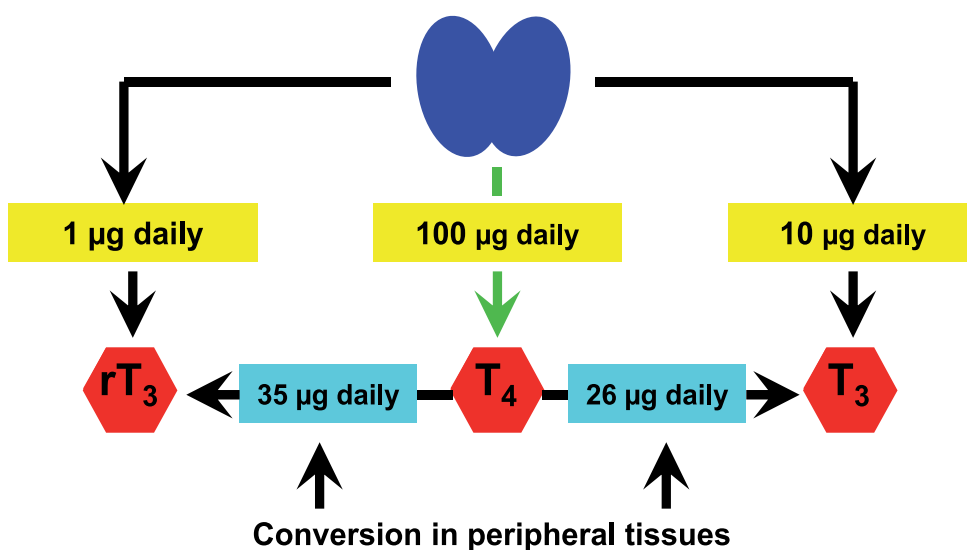 1 µg daily
100 µg daily
10 µg daily
rT₃
35 µg daily
T₄
26 µg daily
T₃
Conversion in peripheral tissues